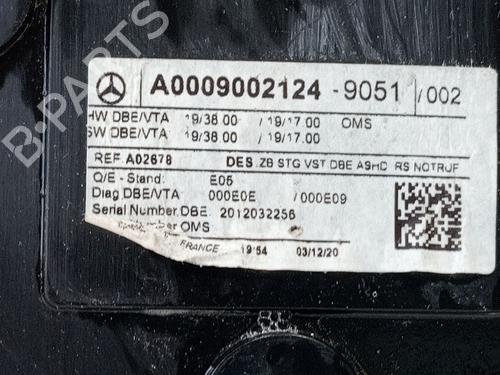 A0009002124 - 9051 /002
HW DBE/VTA 19/38.00 / 19/17.00 OMS
SW DBE/VTA 19/38.00 / 19/17.00
REF. A02678 DES. ZB STG VST DBE ASHC RS NOTRUF
Q/E - Stand: E05
Diag.DBE/VTA 000E0E /000E09
Serial Number.DBE. 2012032256
OMS
FRANCE 19:54 03/12/20
B-PARTS